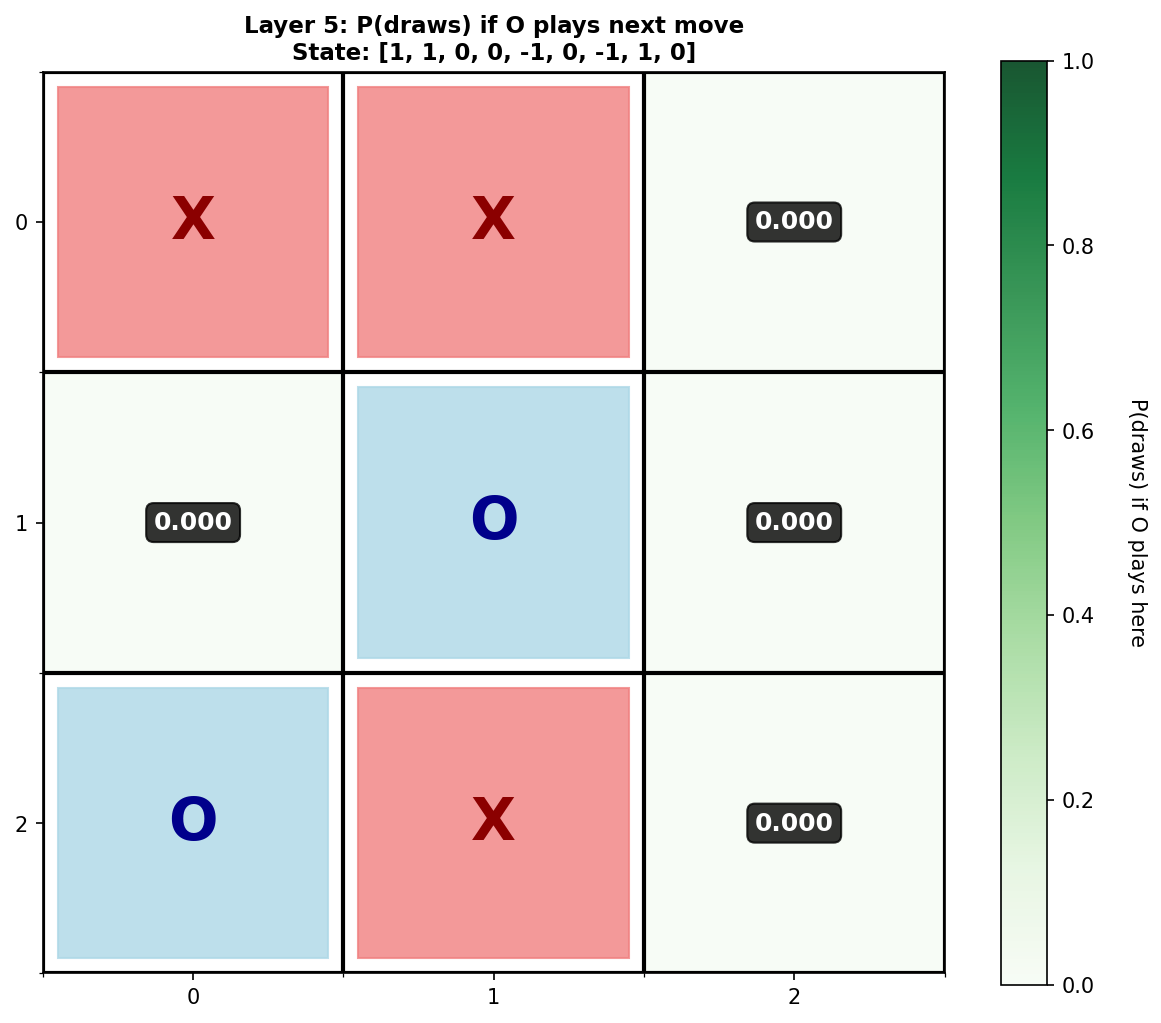 Layer 5: P(draws) if O plays next move
State: [1, 1, 0, 0, -1, 0, -1, 1, 0]
1.0
0.8
0.6
0.4
0.2
0.0
P(draws) if O plays here
0
X
X
0.000
1
0.000
O
0.000
2
O
X
0.000
0
1
2